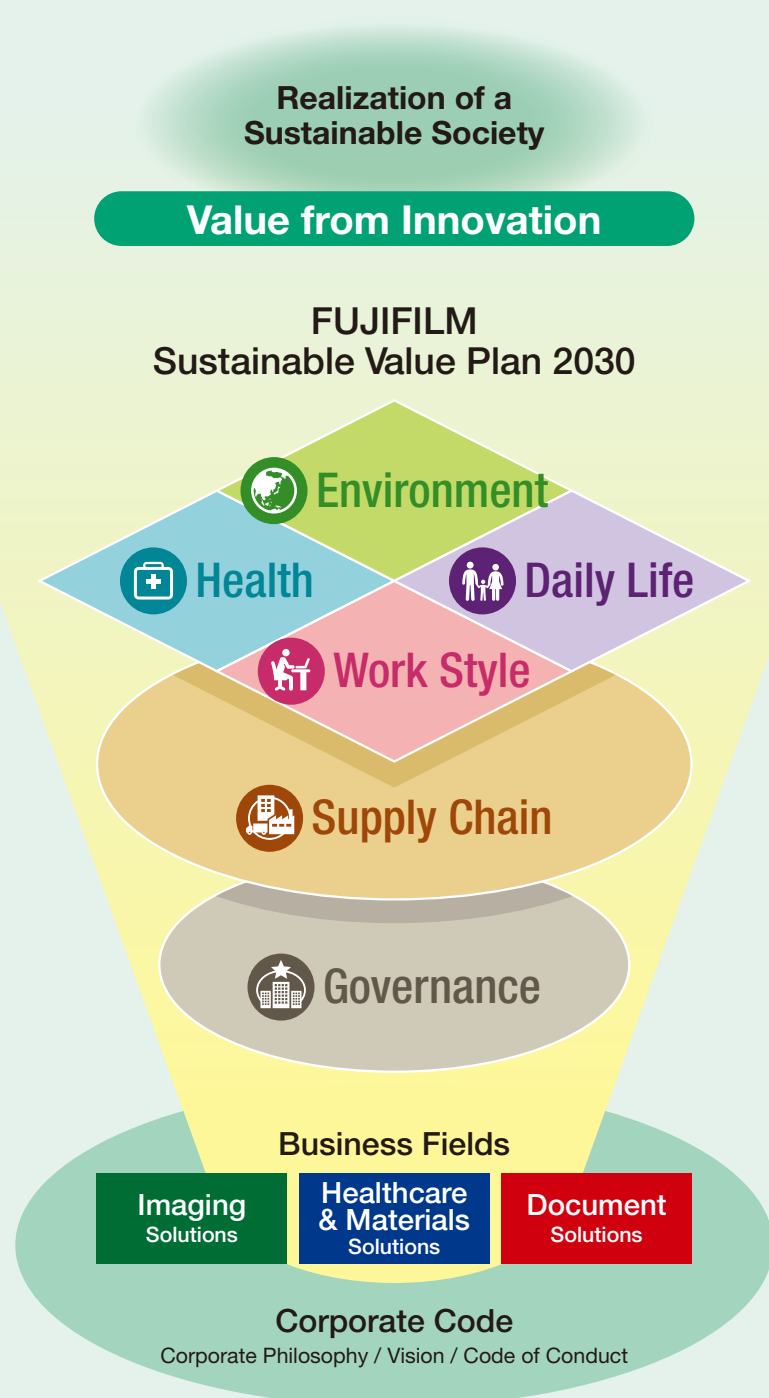 Realization of a
Sustainable Society
Value from Innovation
FUJIFILM
Sustainable Value Plan 2030
Environment
Health
Daily Life
Work Style
Supply Chain
Governance
Business Fields
Imaging
Solutions
Healthcare
& Materials
Solutions
Document
Solutions
Corporate Code
Corporate Philosophy / Vision / Code of Conduct